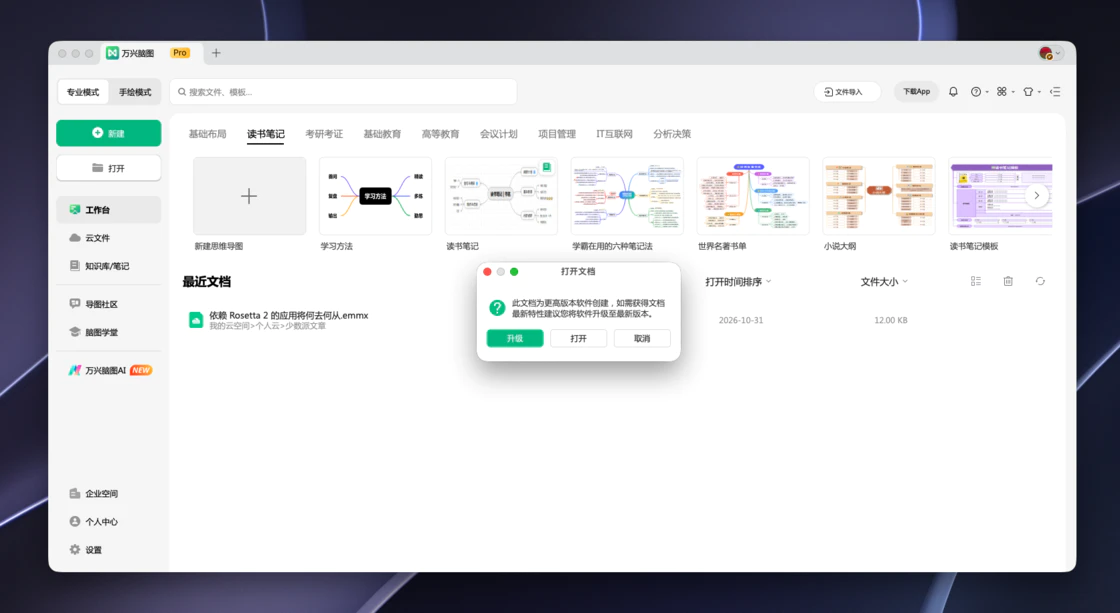 万兴脑图 Pro
专业模式 手绘模式
搜索文件、模板...
文件导入
下载App
新建
打开
工作台
云文件
知识库/笔记
导图社区
脑图学堂
万兴脑图AI NEW
企业空间
个人中心
设置
基础布局 读书笔记 考研考证 基础教育 高等教育 会议计划 项目管理 IT互联网 分析决策
学习方法
新建思维导图 学习方法 读书笔记 学霸在用的六种笔记法 世界名著书单 小说大纲 读书笔记模板
最近文档
打开时间排序 文件大小
依赖 Rosetta 2 的应用将何去何从.emmx
我的云空间>个人云>少数派文章
2026-10-31 12.00 KB
打开文档
此文档为更高版本软件创建，如需获得文档
最新特性建议您将软件升级至最新版本。
升级 打开 取消